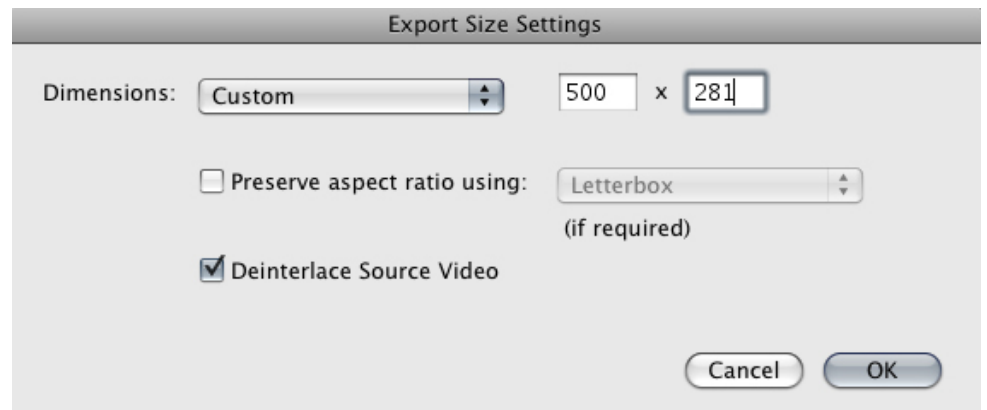 Export Size Settings
Dimensions: Custom 500 x 281
Preserve aspect ratio using: Letterbox
(if required)
Deinterlace Source Video
Cancel OK